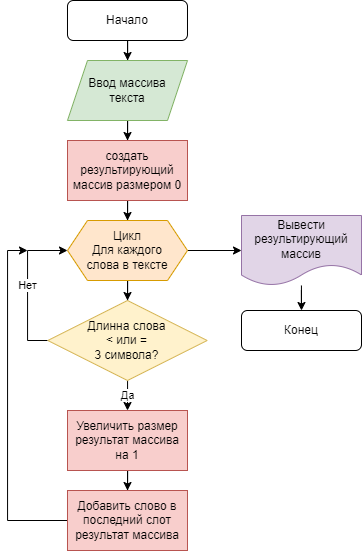 Начало
Ввод массива
текста
создать
результирующий
массив размером 0
Цикл
Для каждого
слова в тексте
Вывести
результирующий
массив
Нет
Длинна слова
< или =
3 символа?
Конец
Да
Увеличить размер
результат массива
на 1
Добавить слово в
последний слот
результат массива